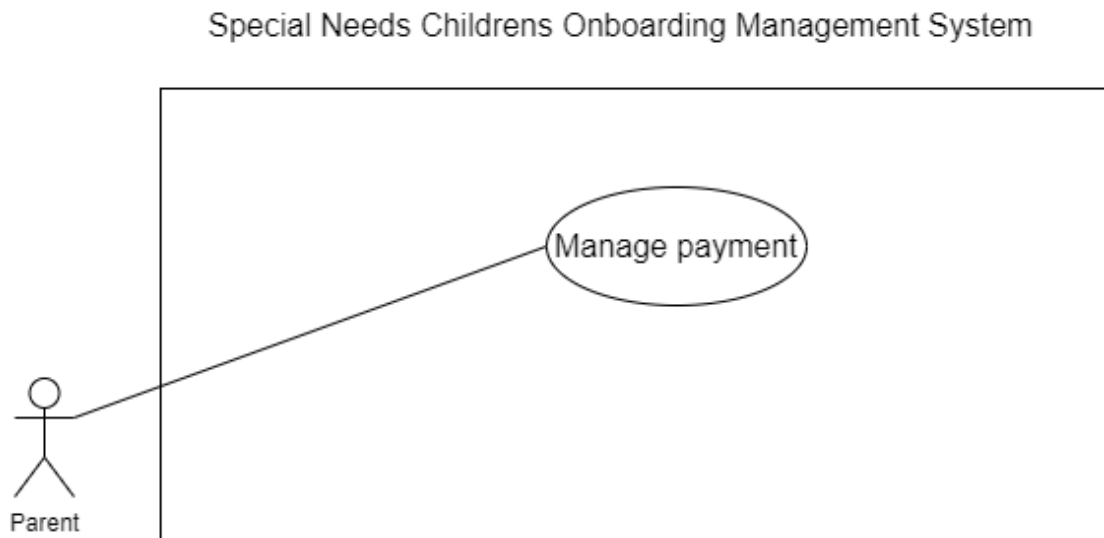 Special Needs Childrens Onboarding Management System
Manage payment
Parent